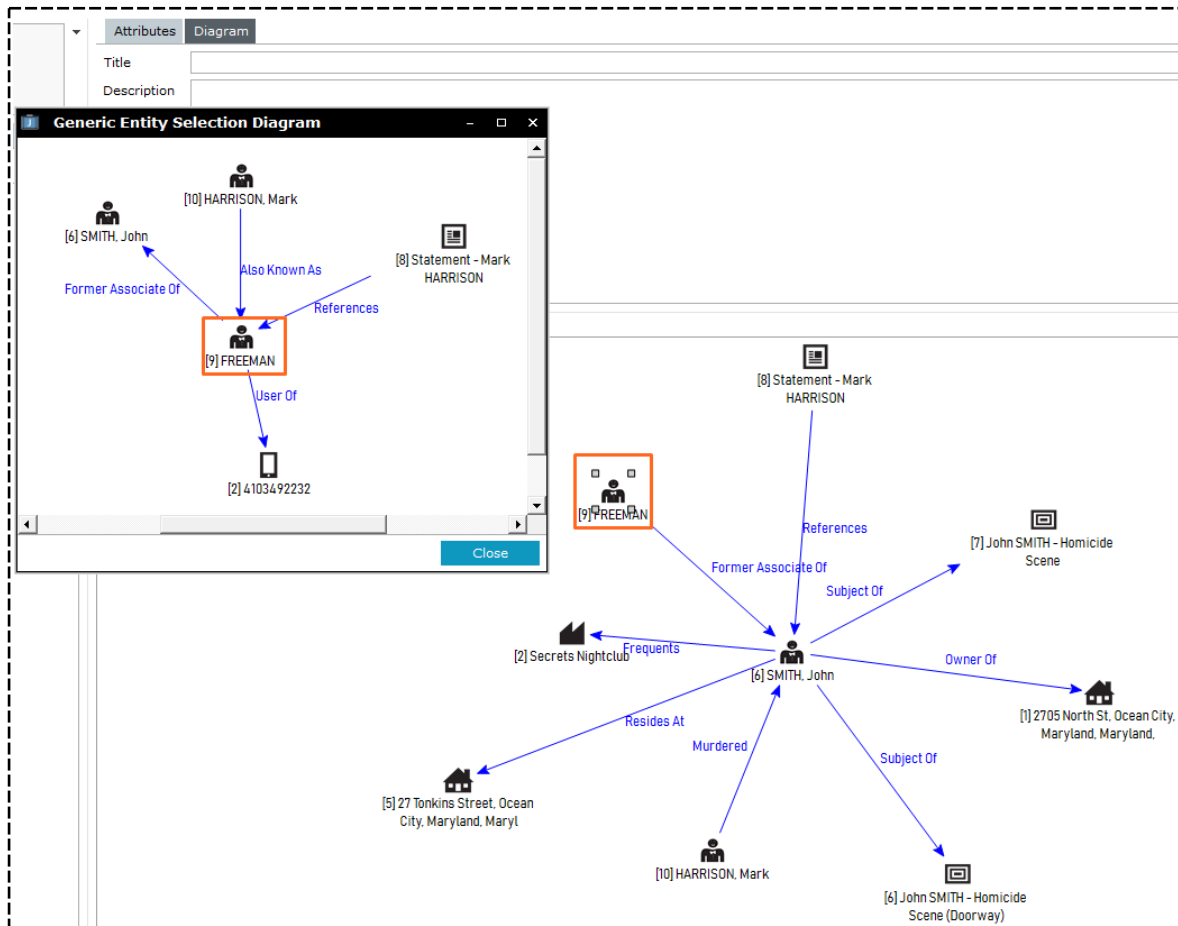 Attributes
Diagram
Title
Description
Generic Entity Selection Diagram
[10] HARRISON, Mark
[6] SMITH, John
[8] Statement - Mark
HARRISON
Also Known As
Former Associate Of
References
[9] FREEMAN
User Of
[2] 4103492232
Close
[8] Statement - Mark
HARRISON
[9] FREEMAN
References
[7] John SMITH - Homicide
Scene
Former Associate Of
Subject Of
[2] Secrets Nightclub
Frequents
[6] SMITH, John
Owner Of
[1] 2705 North St, Ocean City,
Maryland, Maryland,
Resides At
Murdered
Subject Of
[5] 27 Tonkins Street, Ocean
City, Maryland, Maryl
[10] HARRISON, Mark
[6] John SMITH - Homicide
Scene (Doorway)